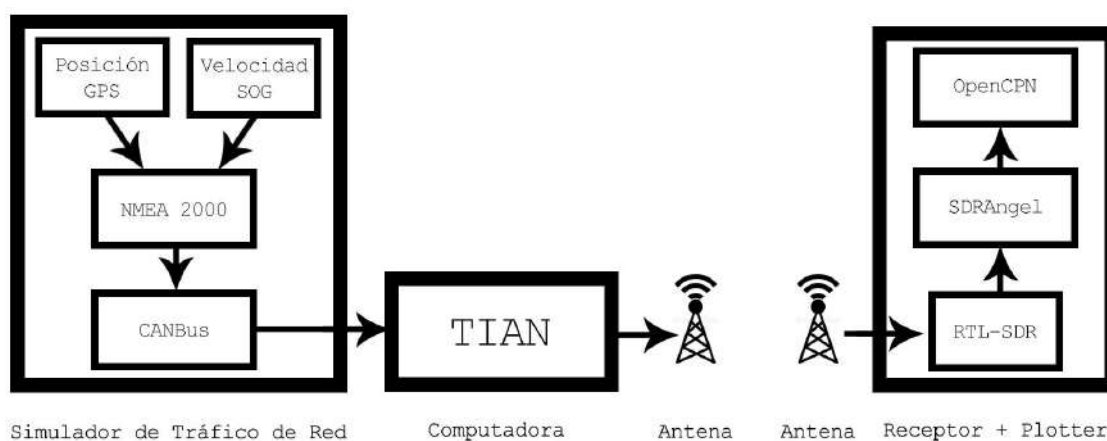 Posición
GPS
Velocidad
SOG
NMEA 2000
CANBus
Simulador de Tráfico de Red
TIAN
Computadora
Antena
Antena
OpenCPN
SDRAngel
RTL-SDR
Receptor + Plotter